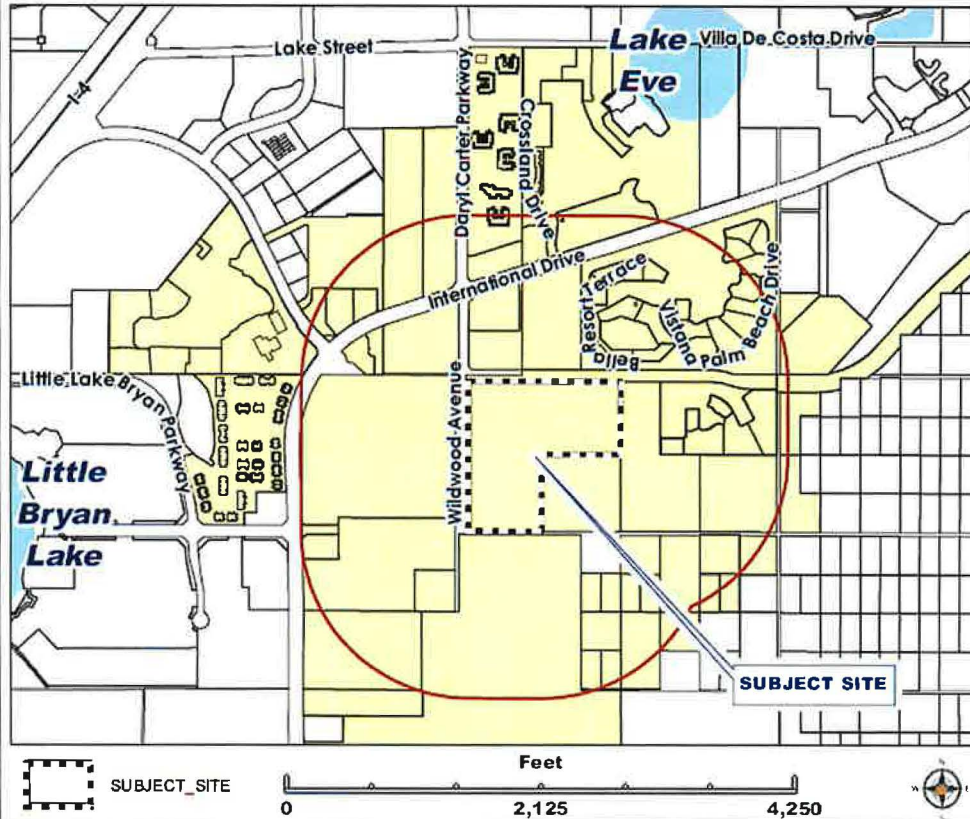 I-4
Lake Street
Daryl Carter Parkway
Crossland Drive
Lake
Eve
Villa De Costa Drive
International Drive
Bella
Resort Terrace
Vistana
Palm Beach Drive
Little Lake Bryan
Parkway
Wildwood Avenue
Little
Bryan
Lake
SUBJECT SITE
SUBJECT_SITE
Feet
0 2,125 4,250